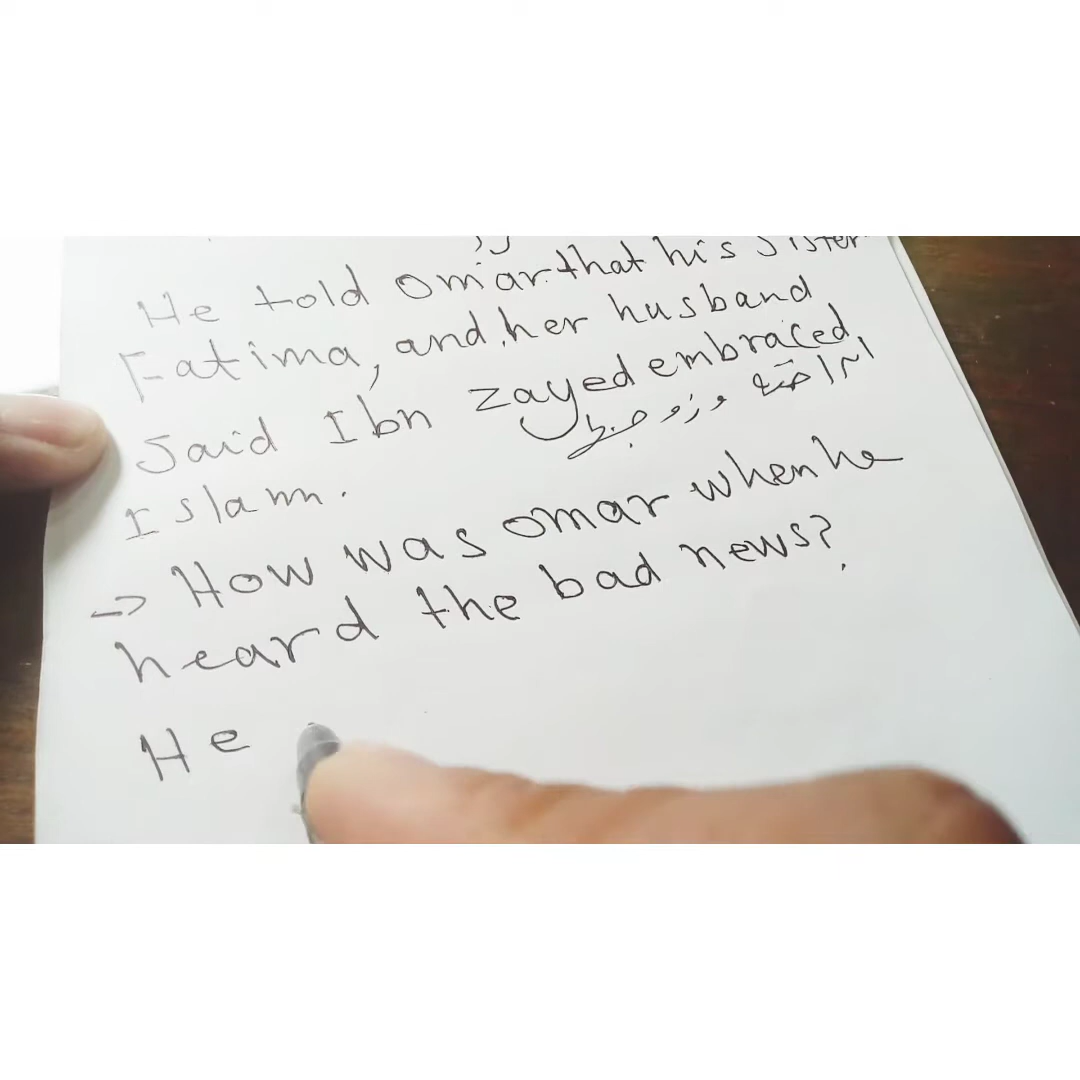 He told Omar that his sister
Fatima, and her husband
Said Ibn Zayed embraced
Islam.
-> How was omar when he
heard the bad news?
He